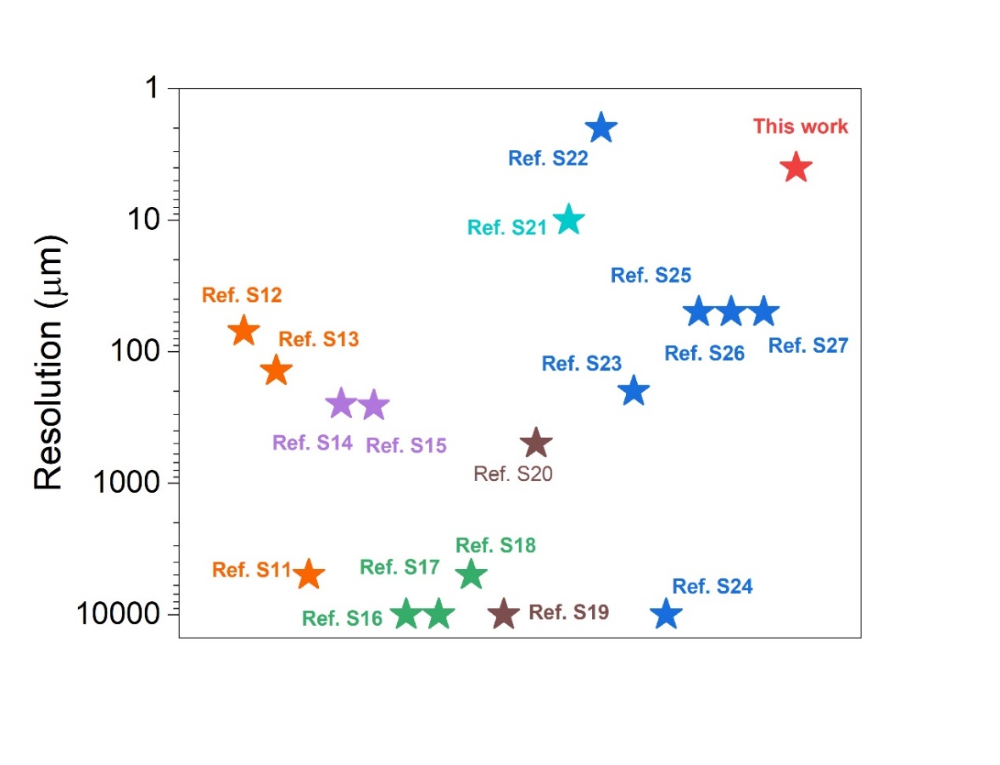 1
This work
Ref. S22
10
Ref. S21
Ref. S25
Ref. S12
Ref. S13
Ref. S27
100
Ref. S26
Ref. S23
Resolution (μm)
Ref. S14
Ref. S15
Ref. S20
1000
Ref. S18
Ref. S17
Ref. S11
Ref. S24
10000
Ref. S16
Ref. S19